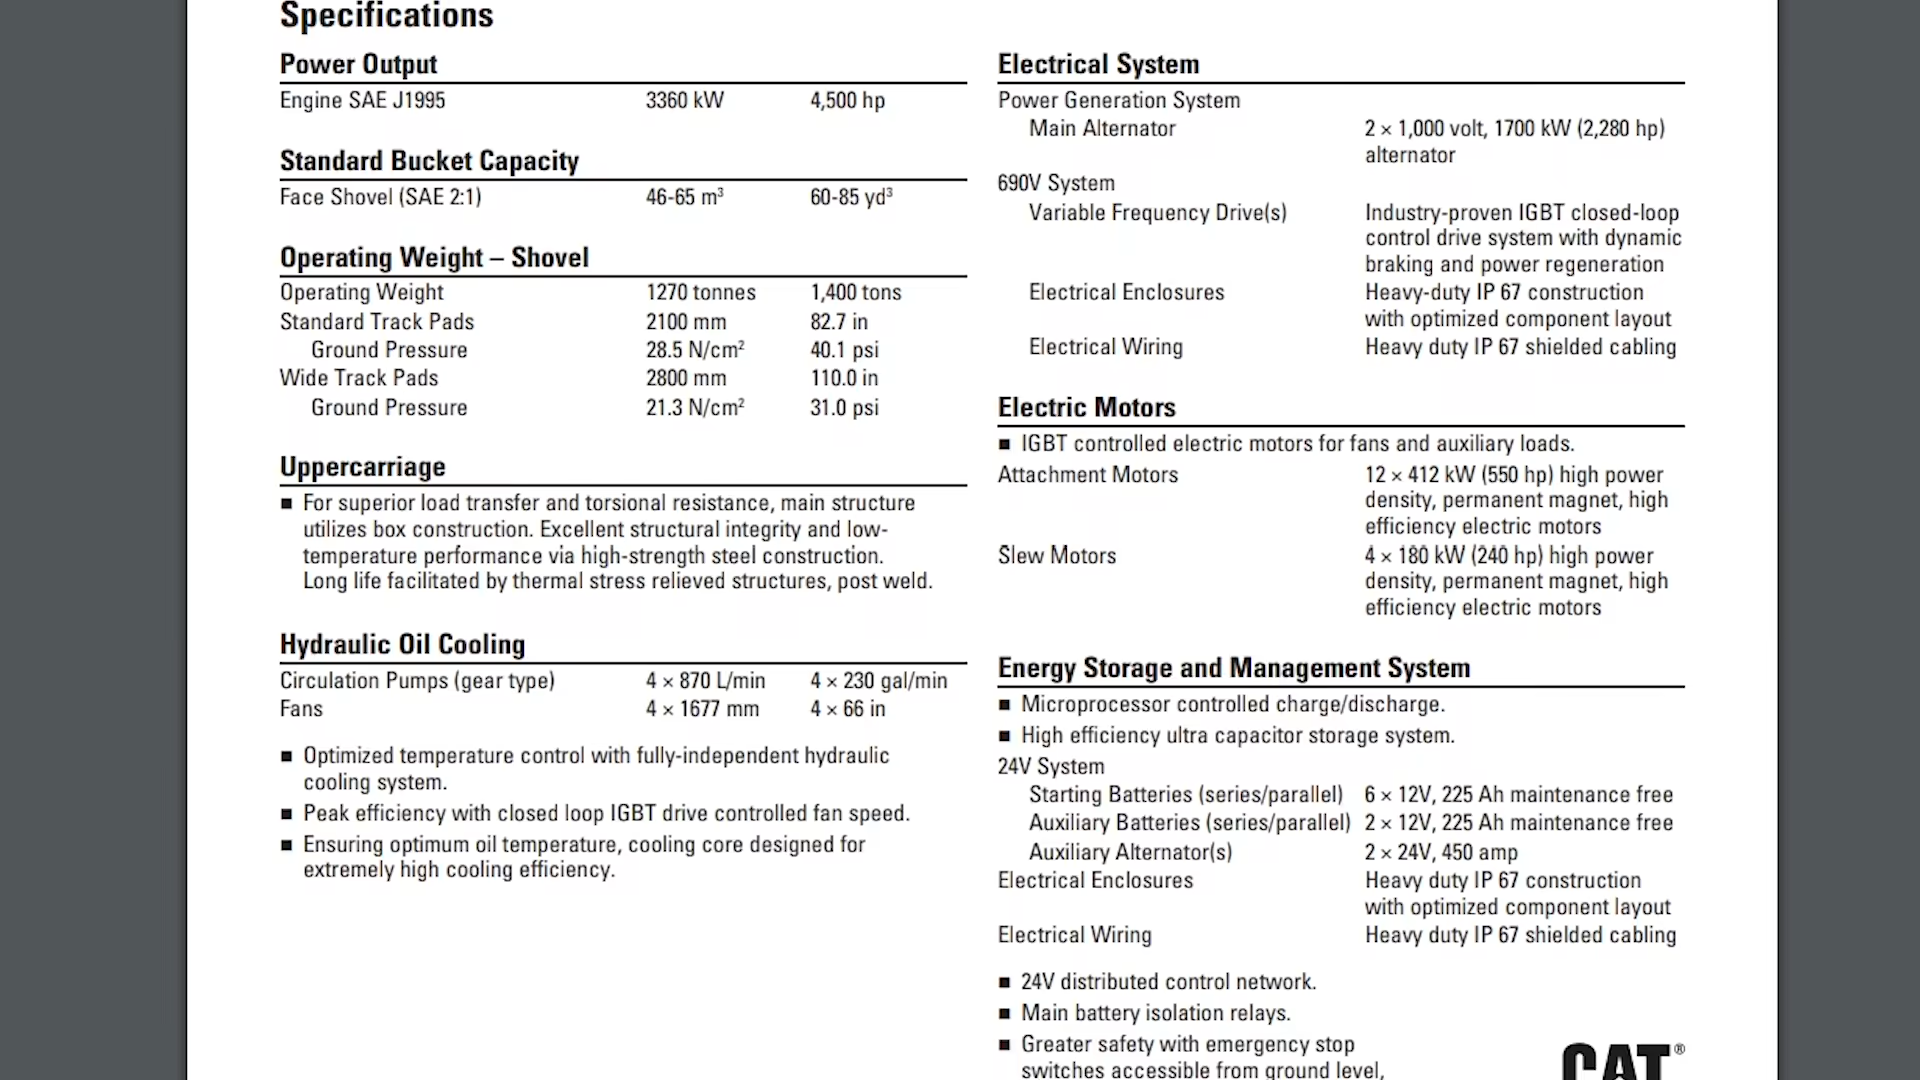 Specifications
Power Output
Engine SAE J1995 3360 kW 4,500 hp
Standard Bucket Capacity
Face Shovel (SAE 2:1) 46-65 m³ 60-85 yd³
Operating Weight – Shovel
Operating Weight 1270 tonnes 1,400 tons
Standard Track Pads 2100 mm 82.7 in
Ground Pressure 28.5 N/cm² 40.1 psi
Wide Track Pads 2800 mm 110.0 in
Ground Pressure 21.3 N/cm² 31.0 psi
Uppercarriage
■ For superior load transfer and torsional resistance, main structure
utilizes box construction. Excellent structural integrity and low-
temperature performance via high-strength steel construction.
Long life facilitated by thermal stress relieved structures, post weld.
Hydraulic Oil Cooling
Circulation Pumps (gear type) 4 × 870 L/min 4 × 230 gal/min
Fans 4 × 1677 mm 4 × 66 in
■ Optimized temperature control with fully-independent hydraulic
cooling system.
■ Peak efficiency with closed loop IGBT drive controlled fan speed.
■ Ensuring optimum oil temperature, cooling core designed for
extremely high cooling efficiency.
Electrical System
Power Generation System
Main Alternator 2 × 1,000 volt, 1700 kW (2,280 hp)
alternator
690V System
Variable Frequency Drive(s) Industry-proven IGBT closed-loop
control drive system with dynamic
braking and power regeneration
Electrical Enclosures Heavy-duty IP 67 construction
with optimized component layout
Electrical Wiring Heavy duty IP 67 shielded cabling
Electric Motors
■ IGBT controlled electric motors for fans and auxiliary loads.
Attachment Motors 12 × 412 kW (550 hp) high power
density, permanent magnet, high
efficiency electric motors
Slew Motors 4 × 180 kW (240 hp) high power
density, permanent magnet, high
efficiency electric motors
Energy Storage and Management System
■ Microprocessor controlled charge/discharge.
■ High efficiency ultra capacitor storage system.
24V System
Starting Batteries (series/parallel) 6 × 12V, 225 Ah maintenance free
Auxiliary Batteries (series/parallel) 2 × 12V, 225 Ah maintenance free
Auxiliary Alternator(s) 2 × 24V, 450 amp
Electrical Enclosures Heavy duty IP 67 construction
with optimized component layout
Electrical Wiring Heavy duty IP 67 shielded cabling
■ 24V distributed control network.
■ Main battery isolation relays.
■ Greater safety with emergency stop
switches accessible from ground level,
CAT®